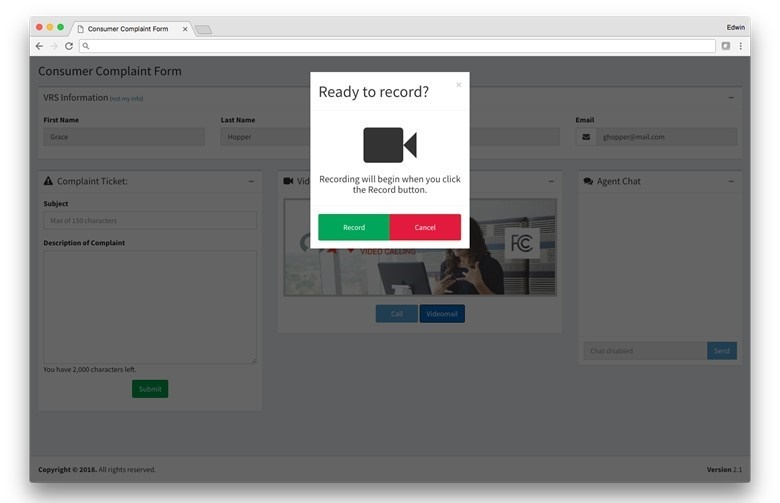 Consumer Complaint Form
Edwin
Consumer Complaint Form
VRS Information (not my info)
First Name
Last Name
Email
Grace
Hopper
ghopper@mail.com
Ready to record?
Recording will begin when you click
the Record button.
Record
Cancel
Complaint Ticket:
Subject
Max of 150 characters
Description of Complaint
You have 2,000 characters left.
Submit
VIDEO CALLING
FC
Call
Videomail
Agent Chat
Chat disabled
Send
Copyright © 2018. All rights reserved.
Version 2.1